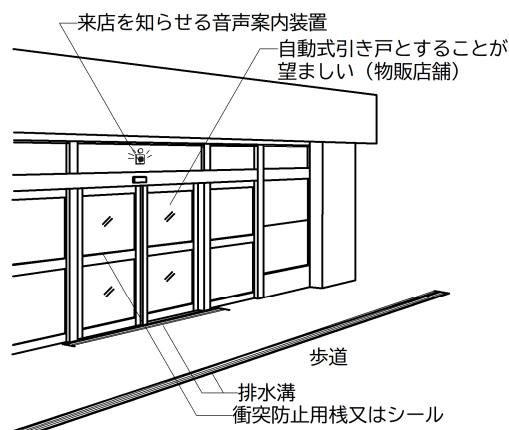 来店を知らせる音声案内装置
自動式引き戸とすることが
望ましい（物販店舗）
歩道
排水溝
衝突防止用桟又はシール